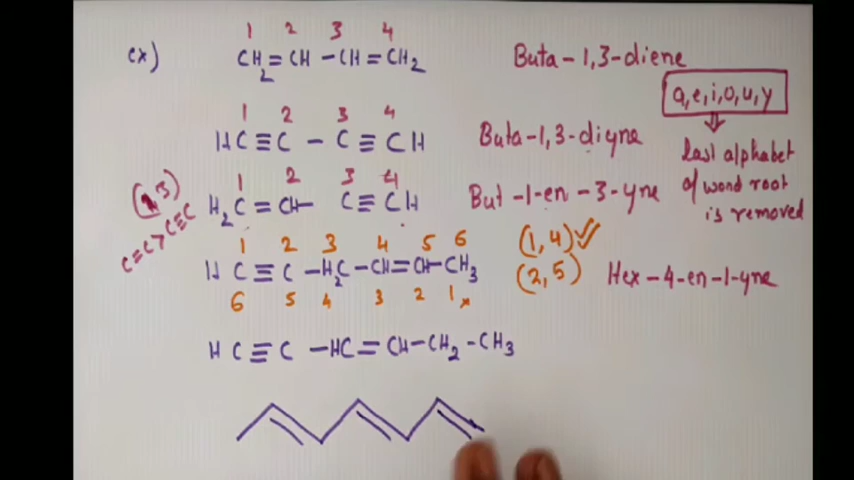 ex)
1 2 3 4
CH2=CH-CH=CH2 Buta-1,3-diene
a,e,i,o,u,y
⇓
last alphabet
of word root
is removed
1 2 3 4
HC≡C-C≡CH Buta-1,3-diyne
(1,3)
C=C>C≡C
1 2 3 4
H2C=CH-C≡CH But-1-en-3-yne
1 2 3 4 5 6
HC≡C-H2C-CH=CH-CH3
6 5 4 3 2 1 ×
(1,4)✓
(2,5) Hex-4-en-1-yne
HC≡C-HC=CH-CH2-CH3